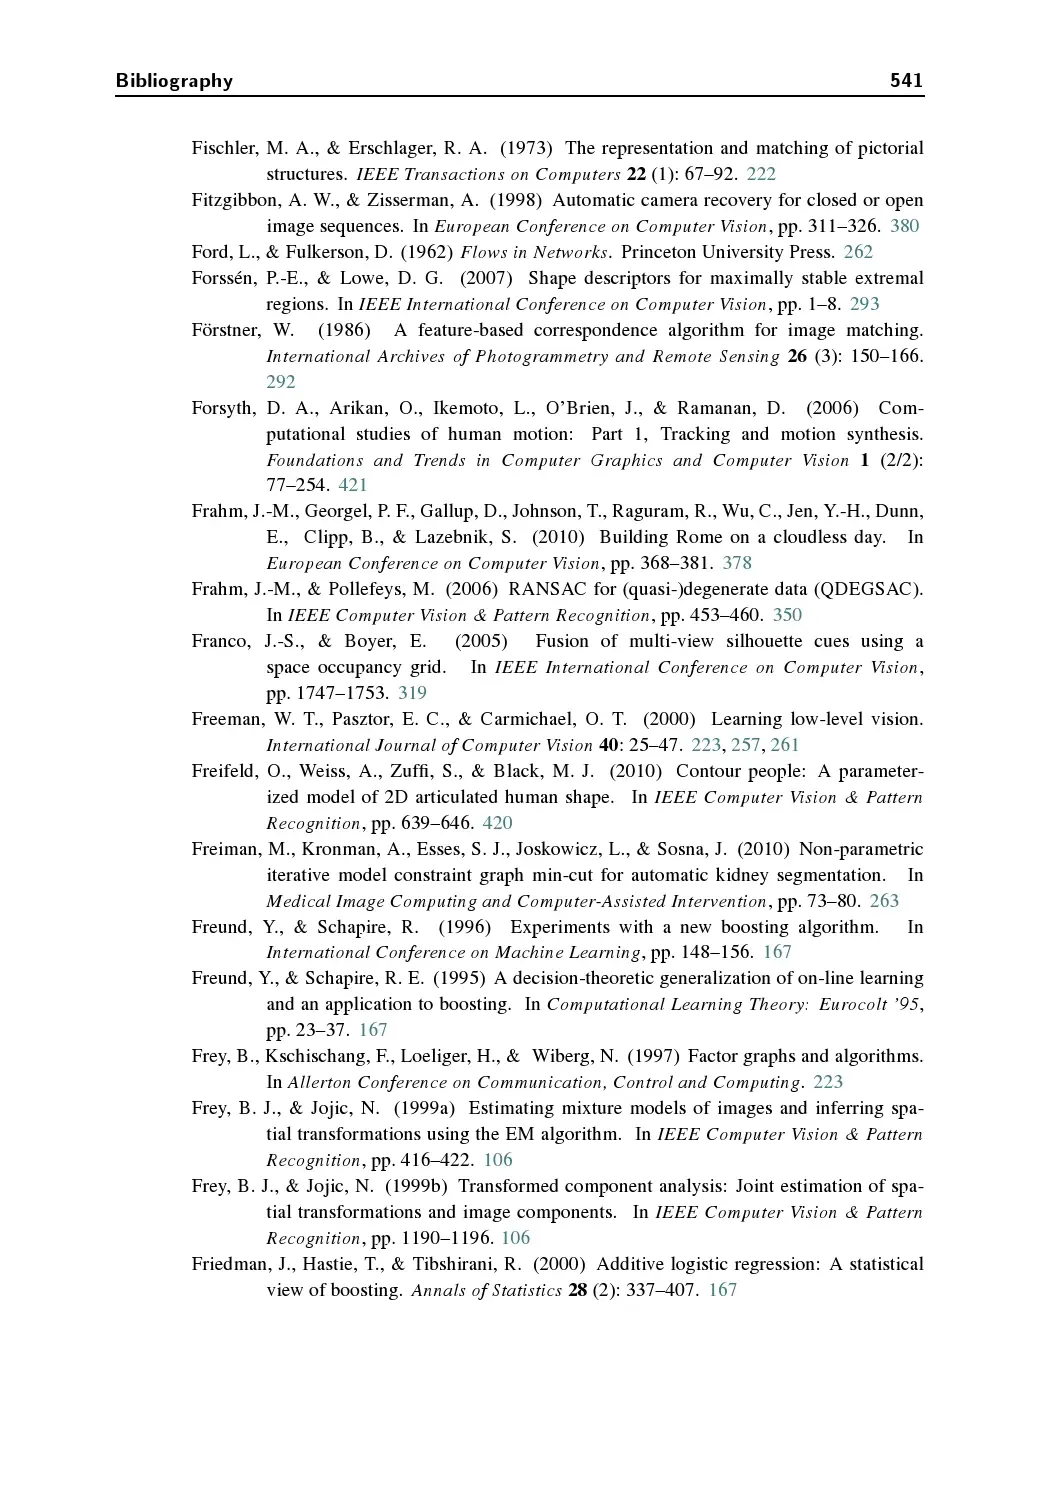 Bibliography 541
Fischler, M. A., & Erschlager, R. A. (1973) The representation and matching of pictorial
structures. IEEE Transactions on Computers 22 (1): 67–92. 222
Fitzgibbon, A. W., & Zisserman, A. (1998) Automatic camera recovery for closed or open
image sequences. In European Conference on Computer Vision, pp. 311–326. 380
Ford, L., & Fulkerson, D. (1962) Flows in Networks. Princeton University Press. 262
Forssén, P.-E., & Lowe, D. G. (2007) Shape descriptors for maximally stable extremal
regions. In IEEE International Conference on Computer Vision, pp. 1–8. 293
Förstner, W. (1986) A feature-based correspondence algorithm for image matching.
International Archives of Photogrammetry and Remote Sensing 26 (3): 150–166.
292
Forsyth, D. A., Arikan, O., Ikemoto, L., O’Brien, J., & Ramanan, D. (2006) Com-
putational studies of human motion: Part 1, Tracking and motion synthesis.
Foundations and Trends in Computer Graphics and Computer Vision 1 (2/2):
77–254. 421
Frahm, J.-M., Georgel, P. F., Gallup, D., Johnson, T., Raguram, R., Wu, C., Jen, Y.-H., Dunn,
E., Clipp, B., & Lazebnik, S. (2010) Building Rome on a cloudless day. In
European Conference on Computer Vision, pp. 368–381. 378
Frahm, J.-M., & Pollefeys, M. (2006) RANSAC for (quasi-)degenerate data (QDEGSAC).
In IEEE Computer Vision & Pattern Recognition, pp. 453–460. 350
Franco, J.-S., & Boyer, E. (2005) Fusion of multi-view silhouette cues using a
space occupancy grid. In IEEE International Conference on Computer Vision,
pp. 1747–1753. 319
Freeman, W. T., Pasztor, E. C., & Carmichael, O. T. (2000) Learning low-level vision.
International Journal of Computer Vision 40: 25–47. 223, 257, 261
Freifeld, O., Weiss, A., Zuffi, S., & Black, M. J. (2010) Contour people: A parameter-
ized model of 2D articulated human shape. In IEEE Computer Vision & Pattern
Recognition, pp. 639–646. 420
Freiman, M., Kronman, A., Esses, S. J., Joskowicz, L., & Sosna, J. (2010) Non-parametric
iterative model constraint graph min-cut for automatic kidney segmentation. In
Medical Image Computing and Computer-Assisted Intervention, pp. 73–80. 263
Freund, Y., & Schapire, R. (1996) Experiments with a new boosting algorithm. In
International Conference on Machine Learning, pp. 148–156. 167
Freund, Y., & Schapire, R. E. (1995) A decision-theoretic generalization of on-line learning
and an application to boosting. In Computational Learning Theory: Eurocolt ’95,
pp. 23–37. 167
Frey, B., Kschischang, F., Loeliger, H., & Wiberg, N. (1997) Factor graphs and algorithms.
In Allerton Conference on Communication, Control and Computing. 223
Frey, B. J., & Jojic, N. (1999a) Estimating mixture models of images and inferring spa-
tial transformations using the EM algorithm. In IEEE Computer Vision & Pattern
Recognition, pp. 416–422. 106
Frey, B. J., & Jojic, N. (1999b) Transformed component analysis: Joint estimation of spa-
tial transformations and image components. In IEEE Computer Vision & Pattern
Recognition, pp. 1190–1196. 106
Friedman, J., Hastie, T., & Tibshirani, R. (2000) Additive logistic regression: A statistical
view of boosting. Annals of Statistics 28 (2): 337–407. 167